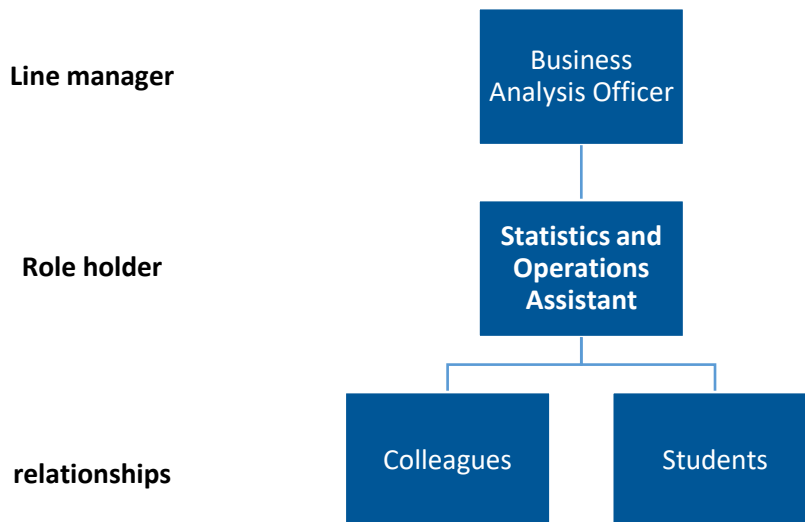 Line manager
Business
Analysis Officer
Role holder
Statistics and
Operations
Assistant
relationships
Colleagues
Students